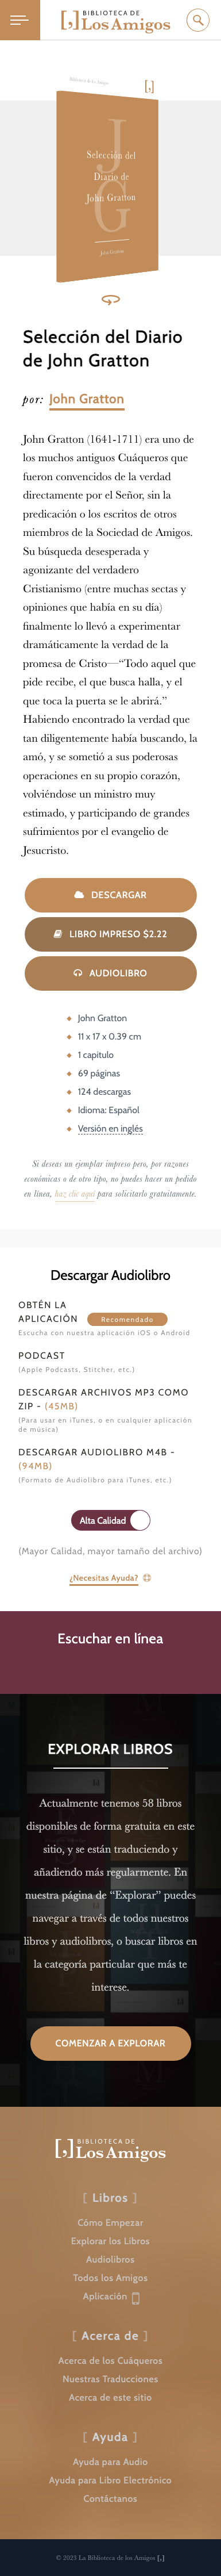 BIBLIOTECA DE
[,] Los Amigos
Biblioteca de los Amigos
[,]
JG
Selección del
Diario de
John Gratton
John Gratton
Selección del Diario
de John Gratton
por: John Gratton
John Gratton (1641-1711) era uno de
los muchos antiguos Cuáqueros que
fueron convencidos de la verdad
directamente por el Señor, sin la
predicación o los escritos de otros
miembros de la Sociedad de Amigos.
Su búsqueda desesperada y
agonizante del verdadero
Cristianismo (entre muchas sectas y
opiniones que había en su día)
finalmente lo llevó a experimentar
dramáticamente la verdad de la
promesa de Cristo—“Todo aquel que
pide recibe, el que busca halla, y el
que toca la puerta se le abrirá.”
Habiendo encontrado la verdad que
tan diligentemente había buscando, la
amó, y se sometió a sus poderosas
operaciones en su propio corazón,
volviéndose un ministro muy
estimado, y participando de grandes
sufrimientos por el evangelio de
Jesucristo.
DESCARGAR
LIBRO IMPRESO $2.22
AUDIOLIBRO
John Gratton
11 x 17 x 0.39 cm
1 capítulo
69 páginas
124 descargas
Idioma: Español
Versión en inglés
Si deseas un ejemplar impreso pero, por razones
económicas o de otro tipo, no puedes hacer un pedido
en línea, haz clic aquí para solicitarlo gratuitamente.
Descargar Audiolibro
OBTÉN LA
APLICACIÓN Recomendado
Escucha con nuestra aplicación iOS o Android
PODCAST
(Apple Podcasts, Stitcher, etc.)
DESCARGAR ARCHIVOS MP3 COMO
ZIP - (45MB)
(Para usar en iTunes, o en cualquier aplicación
de música)
DESCARGAR AUDIOLIBRO M4B -
(94MB)
(Formato de Audiolibro para iTunes, etc.)
Alta Calidad
(Mayor Calidad, mayor tamaño del archivo)
¿Necesitas Ayuda?
Escuchar en línea
EXPLORAR LIBROS
Actualmente tenemos 58 libros
disponibles de forma gratuita en este
sitio, y se están traduciendo y
añadiendo más regularmente. En
nuestra página de “Explorar” puedes
navegar a través de todos nuestros
libros y audiolibros, o buscar libros en
la categoría particular que más te
interese.
COMENZAR A EXPLORAR
BIBLIOTECA DE
[,] Los Amigos
[ Libros ]
Cómo Empezar
Explorar los Libros
Audiolibros
Todos los Amigos
Aplicación
[ Acerca de ]
Acerca de los Cuáqueros
Nuestras Traducciones
Acerca de este sitio
[ Ayuda ]
Ayuda para Audio
Ayuda para Libro Electrónico
Contáctanos
© 2023 La Biblioteca de los Amigos [,]